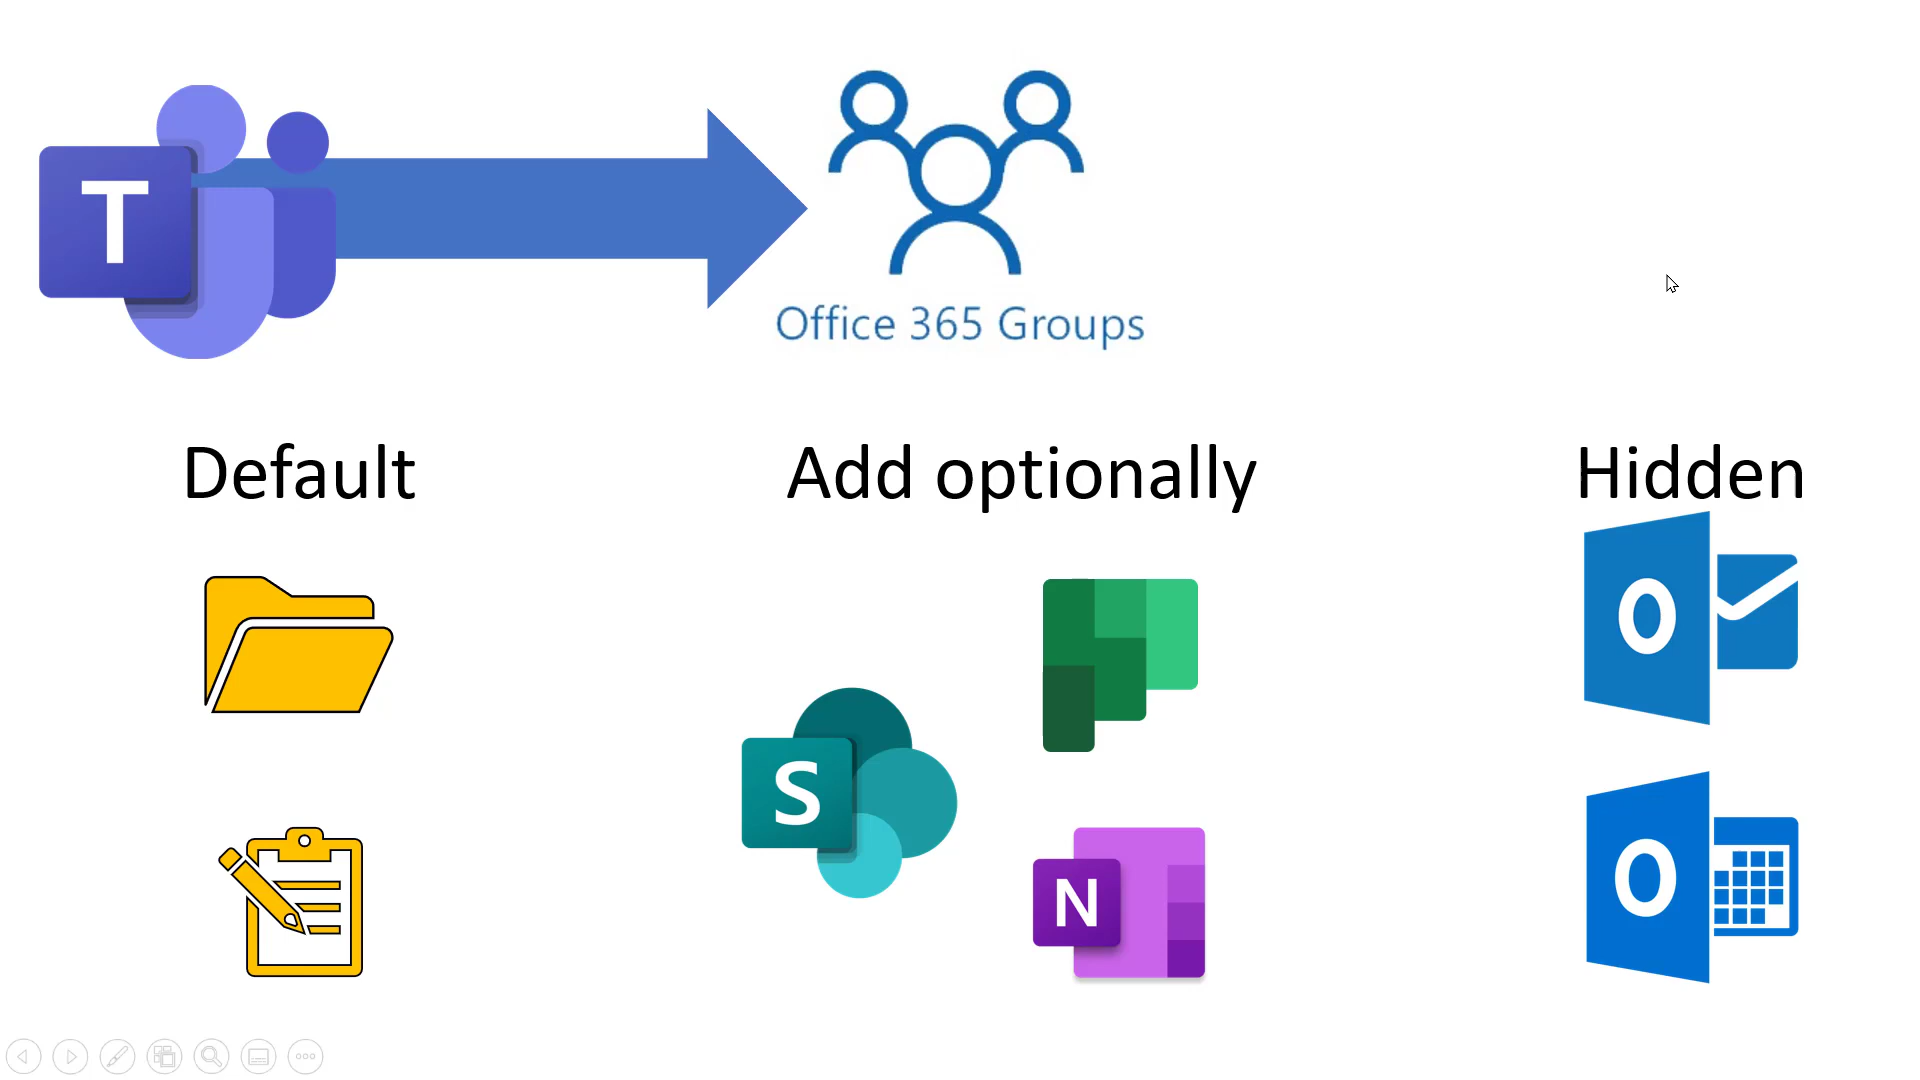 T
Office 365 Groups
Default
Add optionally
Hidden
S
N
O
O